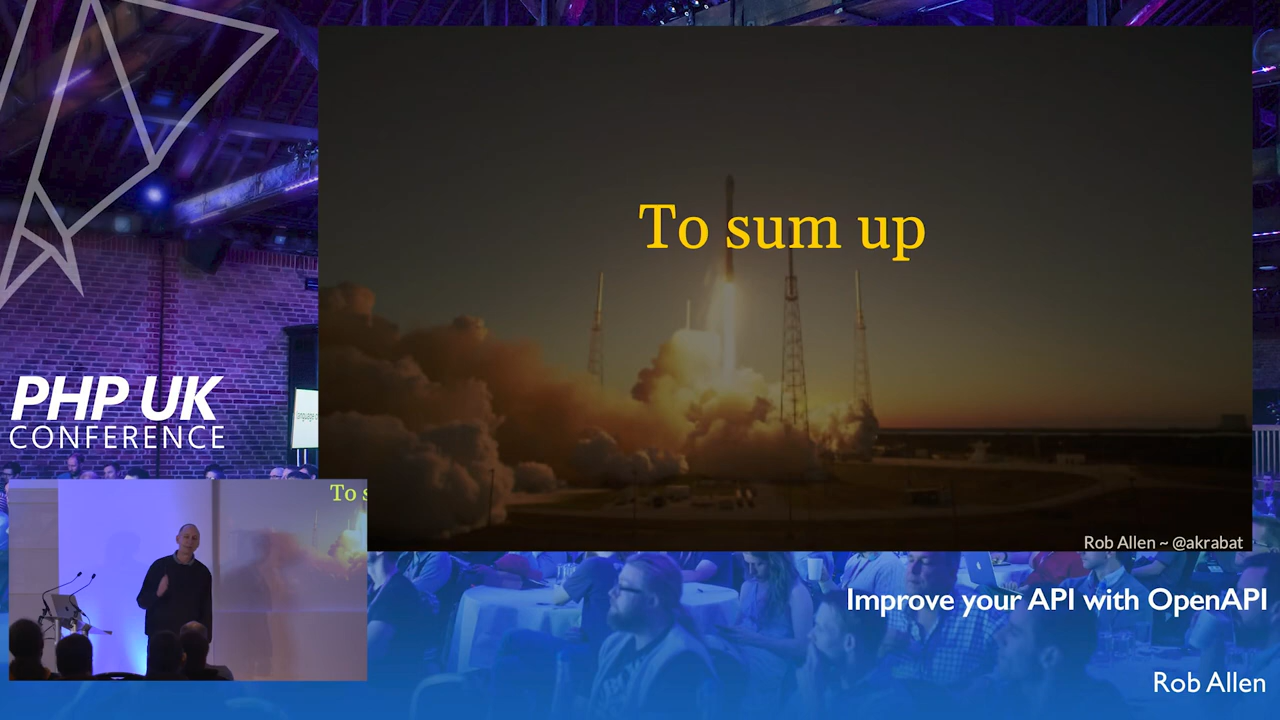 To sum up
Rob Allen ~ @akrabat
PHP UK
CONFERENCE
To s
Improve your API with OpenAPI
Rob Allen